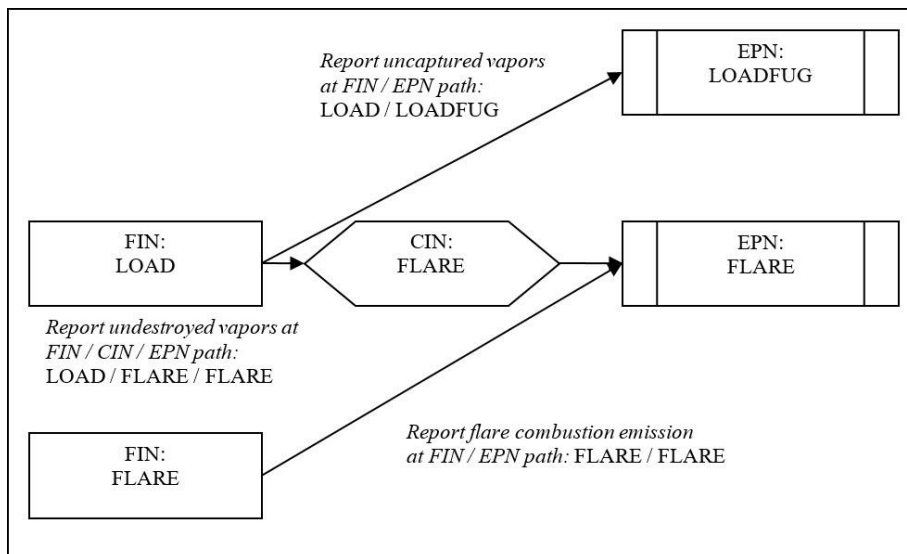 Report uncaptured vapors
at FIN / EPN path:
LOAD / LOADFUG
EPN:
LOADFUG
FIN:
LOAD
CIN:
FLARE
EPN:
FLARE
Report undestroyed vapors at
FIN / CIN / EPN path:
LOAD / FLARE / FLARE
Report flare combustion emission
at FIN / EPN path: FLARE / FLARE
FIN:
FLARE